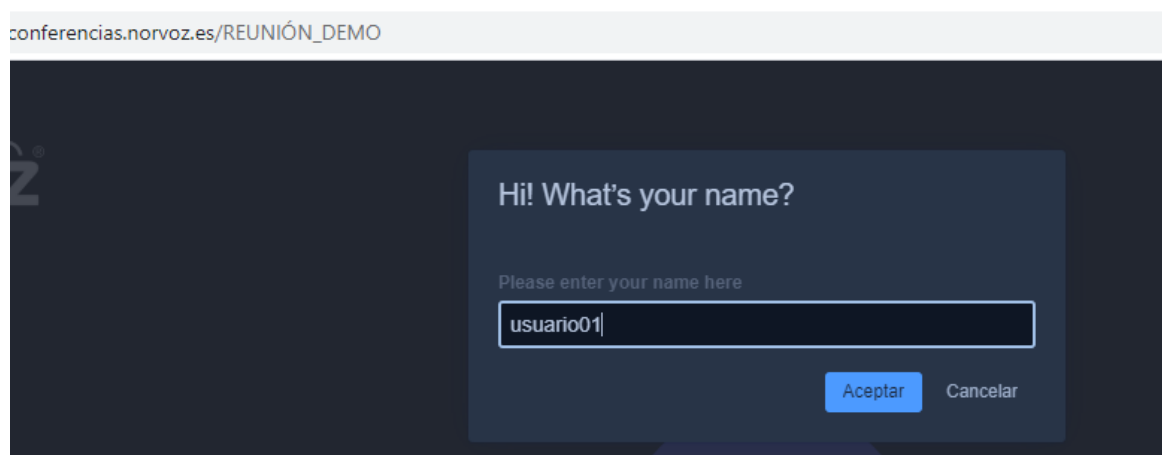 conferencias.norvoz.es/REUNIÓN_DEMO
Z
Hi! What's your name?
Please enter your name here
usuario01
Aceptar Cancelar